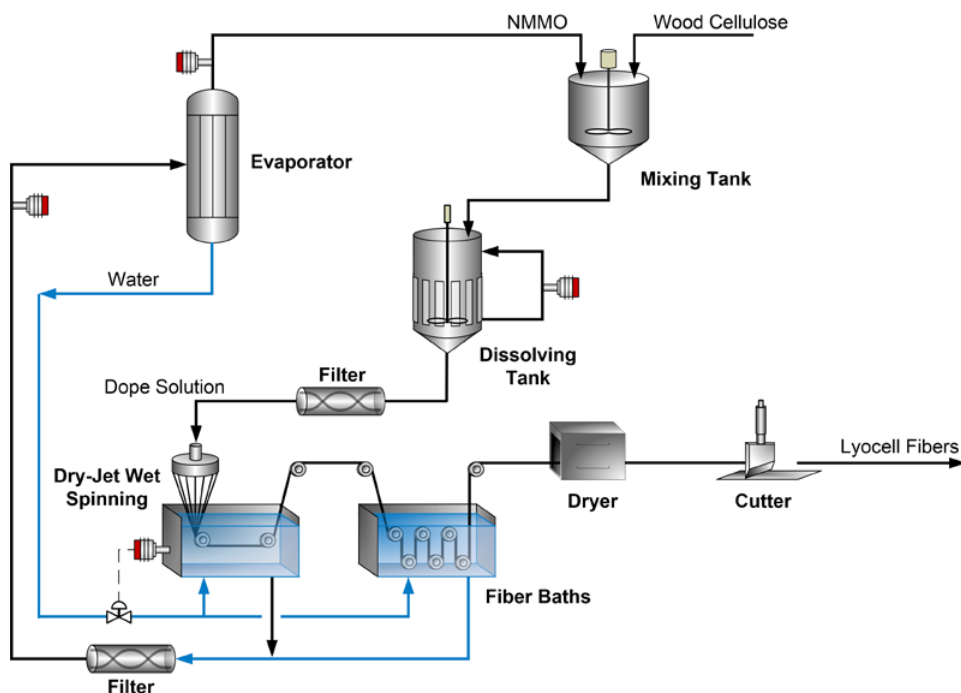 NMMO
Wood Cellulose
Evaporator
Mixing Tank
Water
Dissolving
Tank
Filter
Dope Solution
Lyocell Fibers
Dry-Jet Wet
Spinning
Dryer
Cutter
Fiber Baths
Filter